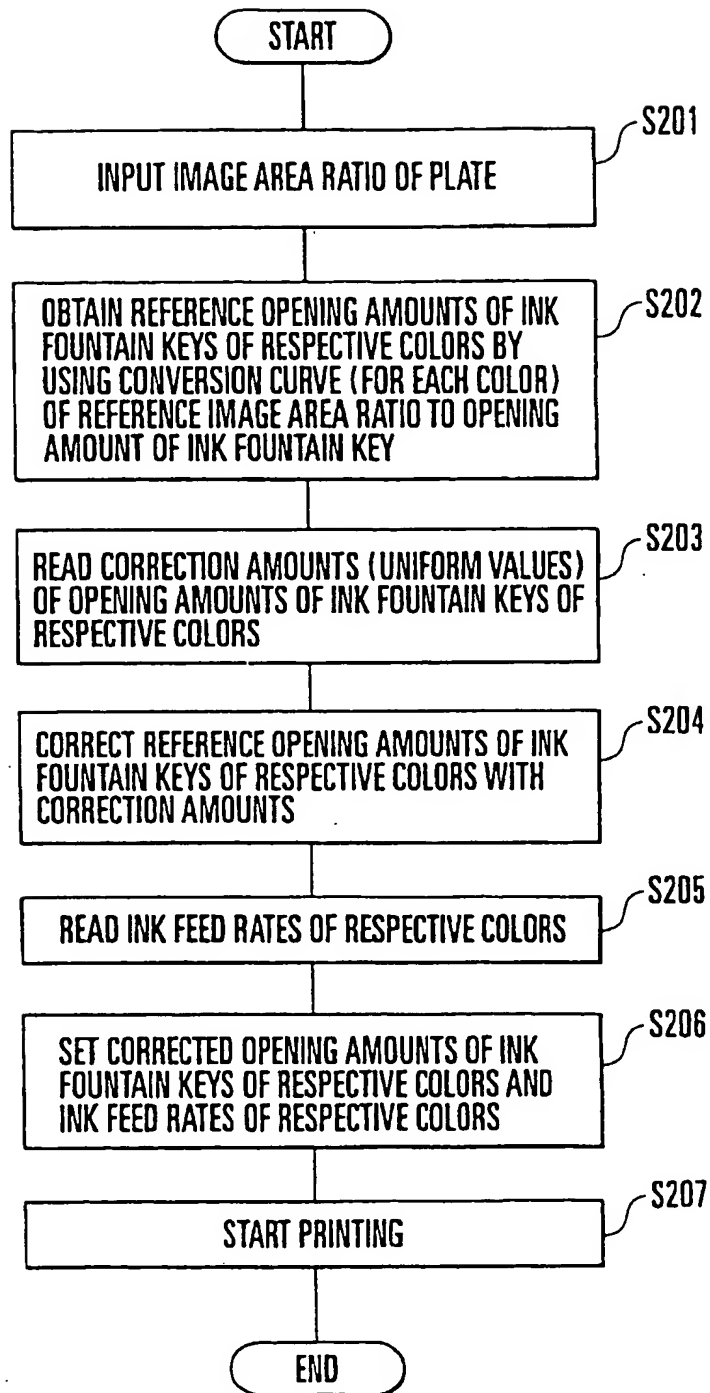 START
S201
INPUT IMAGE AREA RATIO OF PLATE
S202
OBTAIN REFERENCE OPENING AMOUNTS OF INK
FOUNTAIN KEYS OF RESPECTIVE COLORS BY
USING CONVERSION CURVE (FOR EACH COLOR)
OF REFERENCE IMAGE AREA RATIO TO OPENING
AMOUNT OF INK FOUNTAIN KEY
S203
READ CORRECTION AMOUNTS (UNIFORM VALUES)
OF OPENING AMOUNTS OF INK FOUNTAIN KEYS OF
RESPECTIVE COLORS
S204
CORRECT REFERENCE OPENING AMOUNTS OF INK
FOUNTAIN KEYS OF RESPECTIVE COLORS WITH
CORRECTION AMOUNTS
S205
READ INK FEED RATES OF RESPECTIVE COLORS
S206
SET CORRECTED OPENING AMOUNTS OF INK
FOUNTAIN KEYS OF RESPECTIVE COLORS AND
INK FEED RATES OF RESPECTIVE COLORS
S207
START PRINTING
END